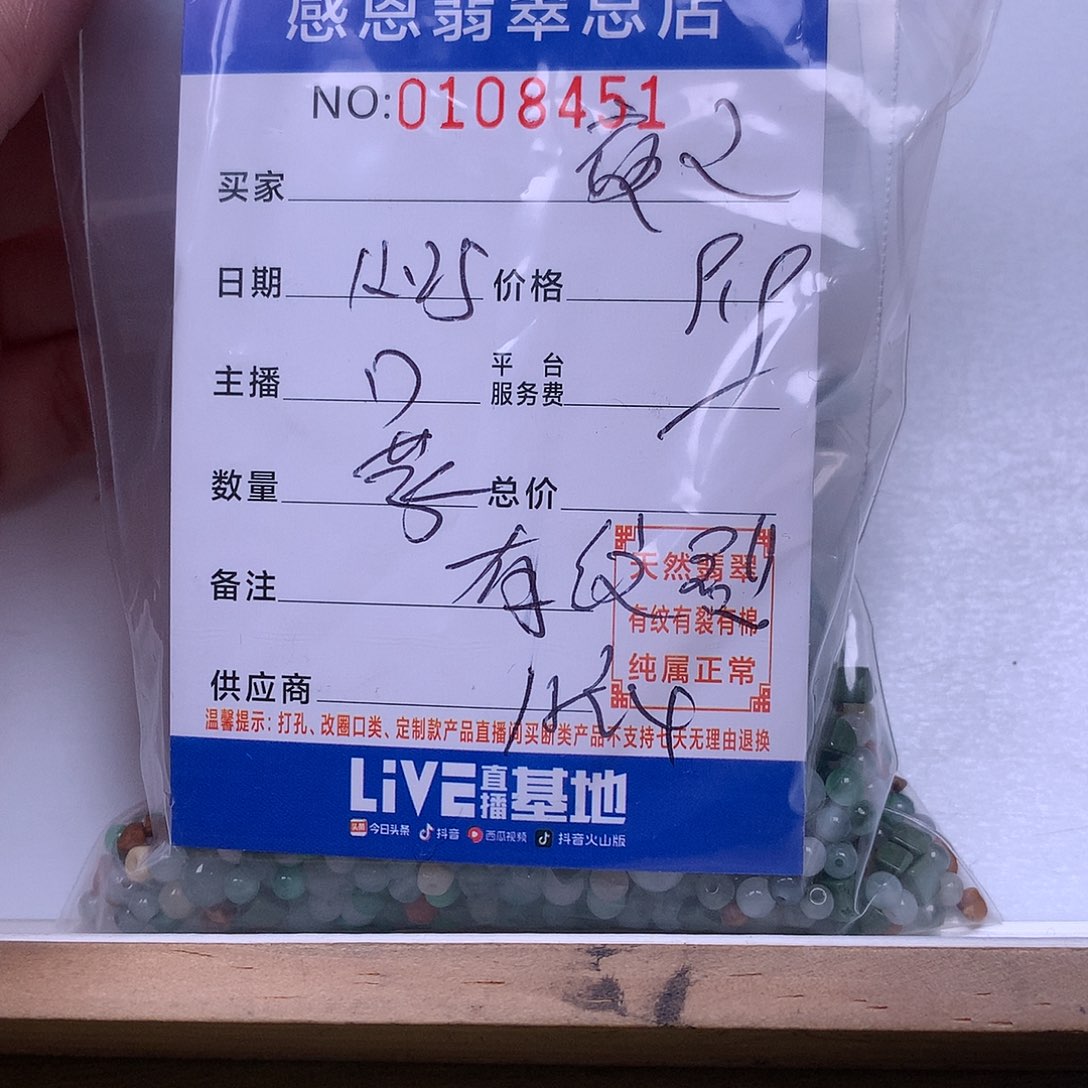 感恩翡翠总店
NO:0108451
买家
日期 12.25 价格
主播 平台服务费
数量 总价
备注 有纹裂
天然翡翠
有纹有裂有棉
纯属正常
供应商
温馨提示：打孔、改圈口类、定制款产品直播间买断类产品不支持七天无理由退换
LiVE直播基地
头条 今日头条 抖音 西瓜视频 抖音火山版